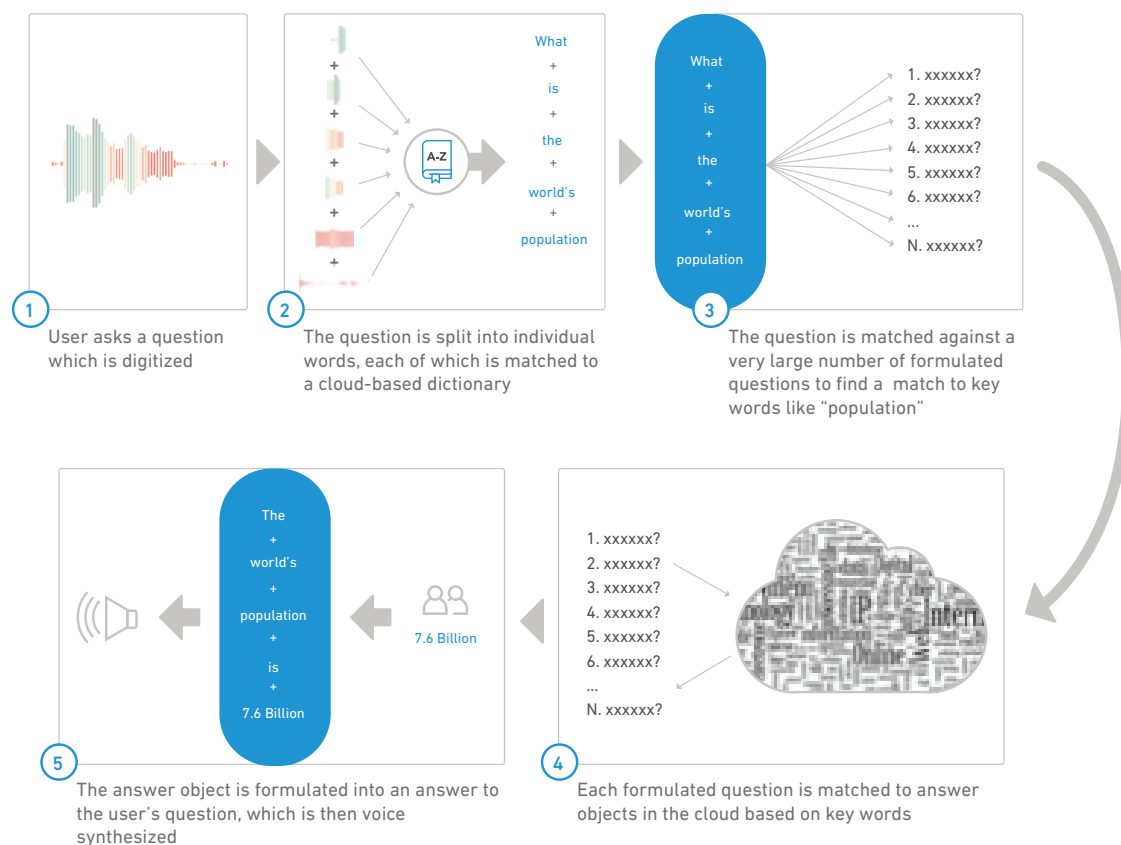 What
+
is
+
the
+
world's
+
population
+
+
+
+
+
A-Z
What
+
is
+
the
+
world's
+
population
1. xxxxxx?
2. xxxxxx?
3. xxxxxx?
4. xxxxxx?
5. xxxxxx?
6. xxxxxx?
...
N. xxxxxx?
1
User asks a question
which is digitized
2
The question is split into individual
words, each of which is matched to
a cloud-based dictionary
3
The question is matched against a
very large number of formulated
questions to find a match to key
words like “population”
The
+
world's
+
population
+
is
+
7.6 Billion
7.6 Billion
5
The answer object is formulated into an answer to
the user’s question, which is then voice
synthesized
1. xxxxxx?
2. xxxxxx?
3. xxxxxx?
4. xxxxxx?
5. xxxxxx?
6. xxxxxx?
...
N. xxxxxx?
Digital
IP
Intern
Online
4
Each formulated question is matched to answer
objects in the cloud based on key words